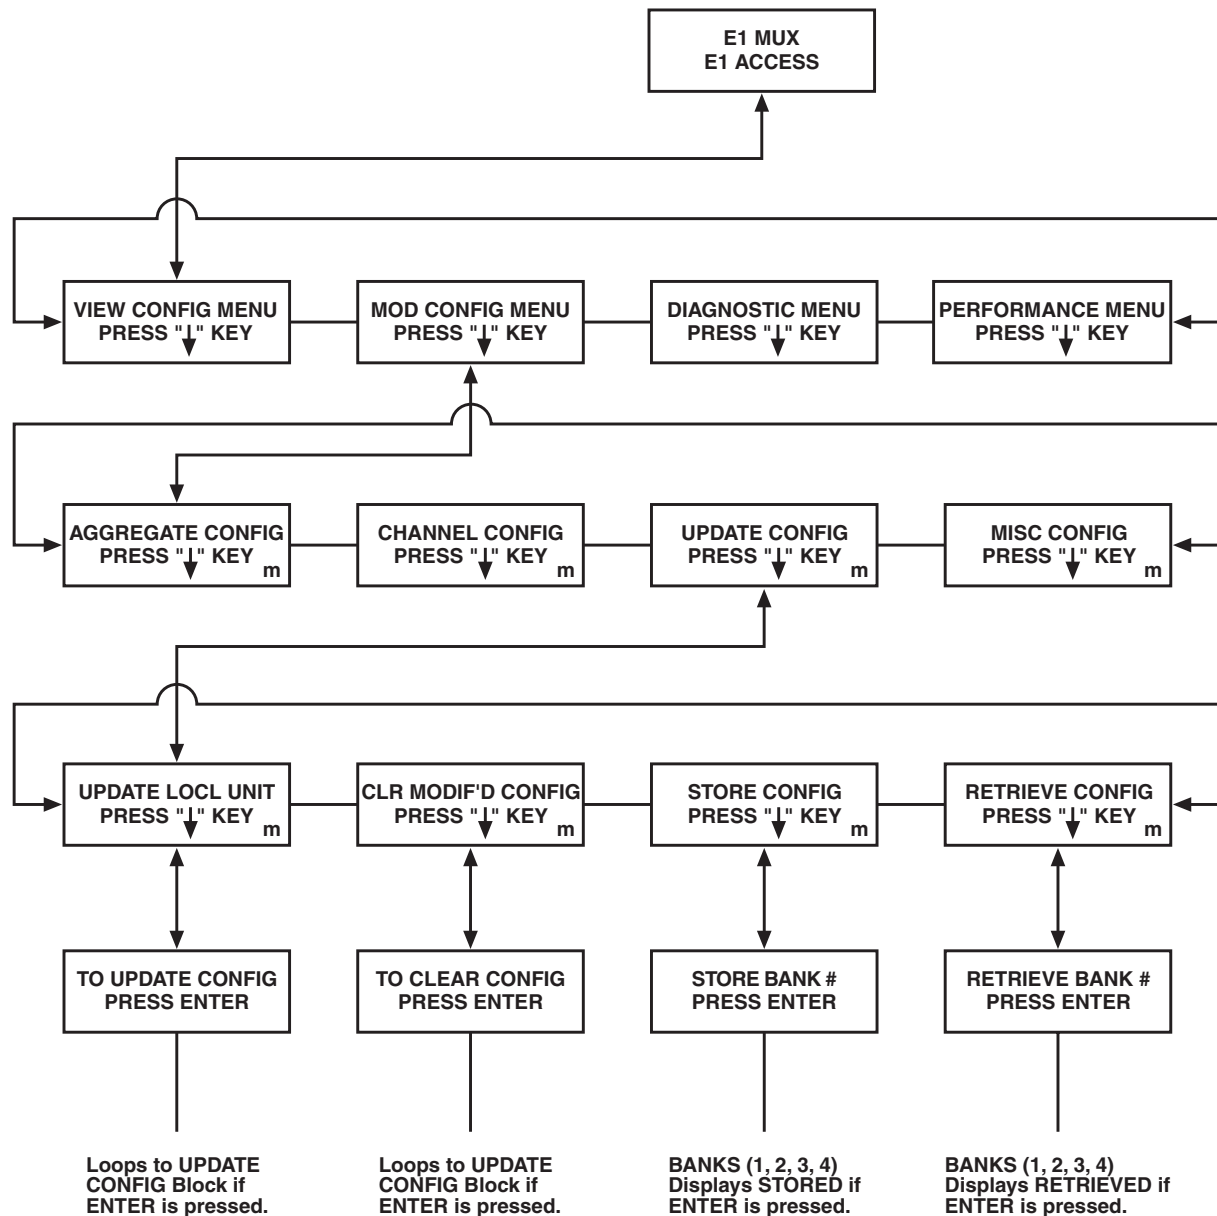 E1 MUX
E1 ACCESS
VIEW CONFIG MENU
PRESS "↓" KEY
MOD CONFIG MENU
PRESS "↓" KEY
DIAGNOSTIC MENU
PRESS "↓" KEY
PERFORMANCE MENU
PRESS "↓" KEY
AGGREGATE CONFIG
PRESS "↓" KEY
m
CHANNEL CONFIG
PRESS "↓" KEY
m
UPDATE CONFIG
PRESS "↓" KEY
m
MISC CONFIG
PRESS "↓" KEY
m
UPDATE LOCL UNIT
PRESS "↓" KEY
m
CLR MODIF'D CONFIG
PRESS "↓" KEY
m
STORE CONFIG
PRESS "↓" KEY
m
RETRIEVE CONFIG
PRESS "↓" KEY
m
TO UPDATE CONFIG
PRESS ENTER
TO CLEAR CONFIG
PRESS ENTER
STORE BANK #
PRESS ENTER
RETRIEVE BANK #
PRESS ENTER
Loops to UPDATE
CONFIG Block if
ENTER is pressed.
Loops to UPDATE
CONFIG Block if
ENTER is pressed.
BANKS (1, 2, 3, 4)
Displays STORED if
ENTER is pressed.
BANKS (1, 2, 3, 4)
Displays RETRIEVED if
ENTER is pressed.